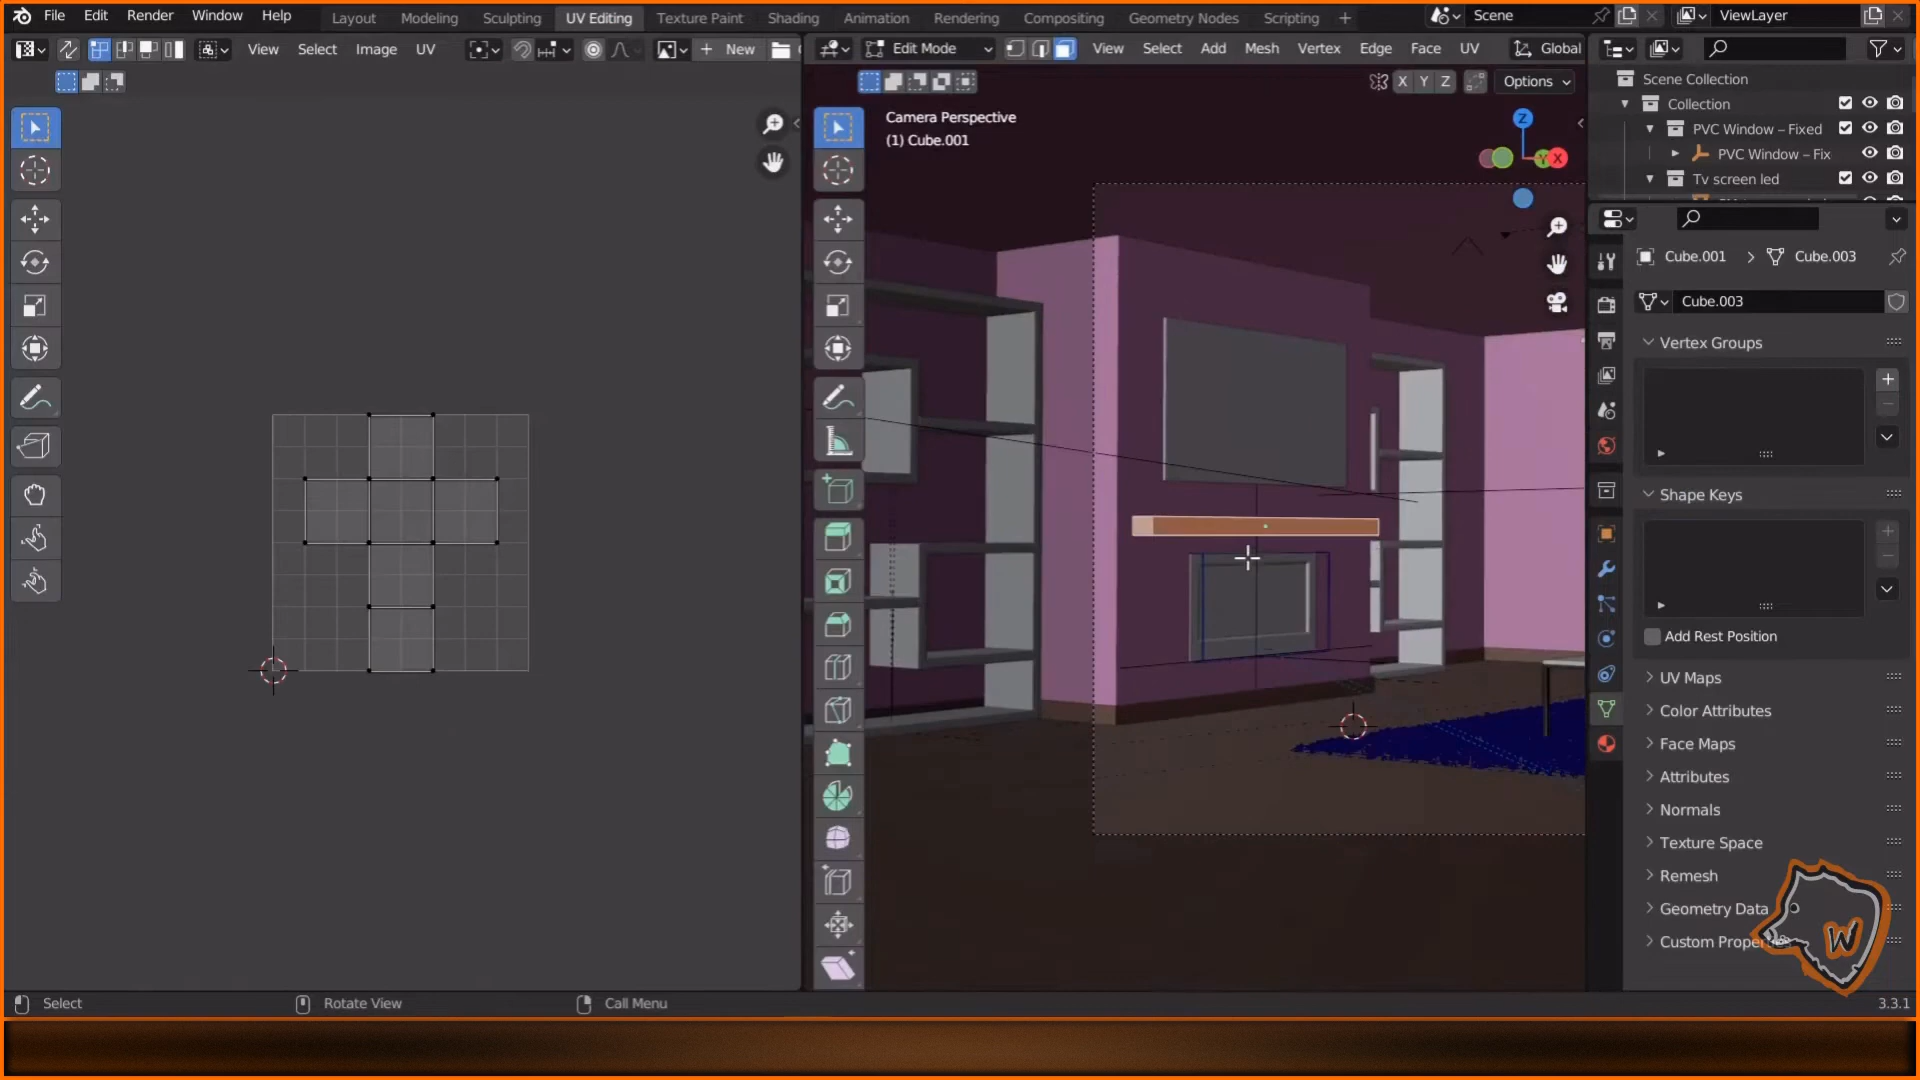 File Edit Render Window Help Layout Modeling Sculpting UV Editing Texture Paint Shading Animation Rendering Compositing Geometry Nodes Scripting + Scene ViewLayer
View Select Image UV New Edit Mode View Select Add Mesh Vertex Edge Face UV Global
X Y Z Options
Scene Collection
Collection
PVC Window – Fixed
PVC Window – Fix
Tv screen led
Camera Perspective
(1) Cube.001
Z
Y
X
Cube.001 > Cube.003
Cube.003
Vertex Groups
Shape Keys
Add Rest Position
UV Maps
Color Attributes
Face Maps
Attributes
Normals
Texture Space
Remesh
Geometry Data
Custom Prope
W
Select Rotate View Call Menu 3.3.1